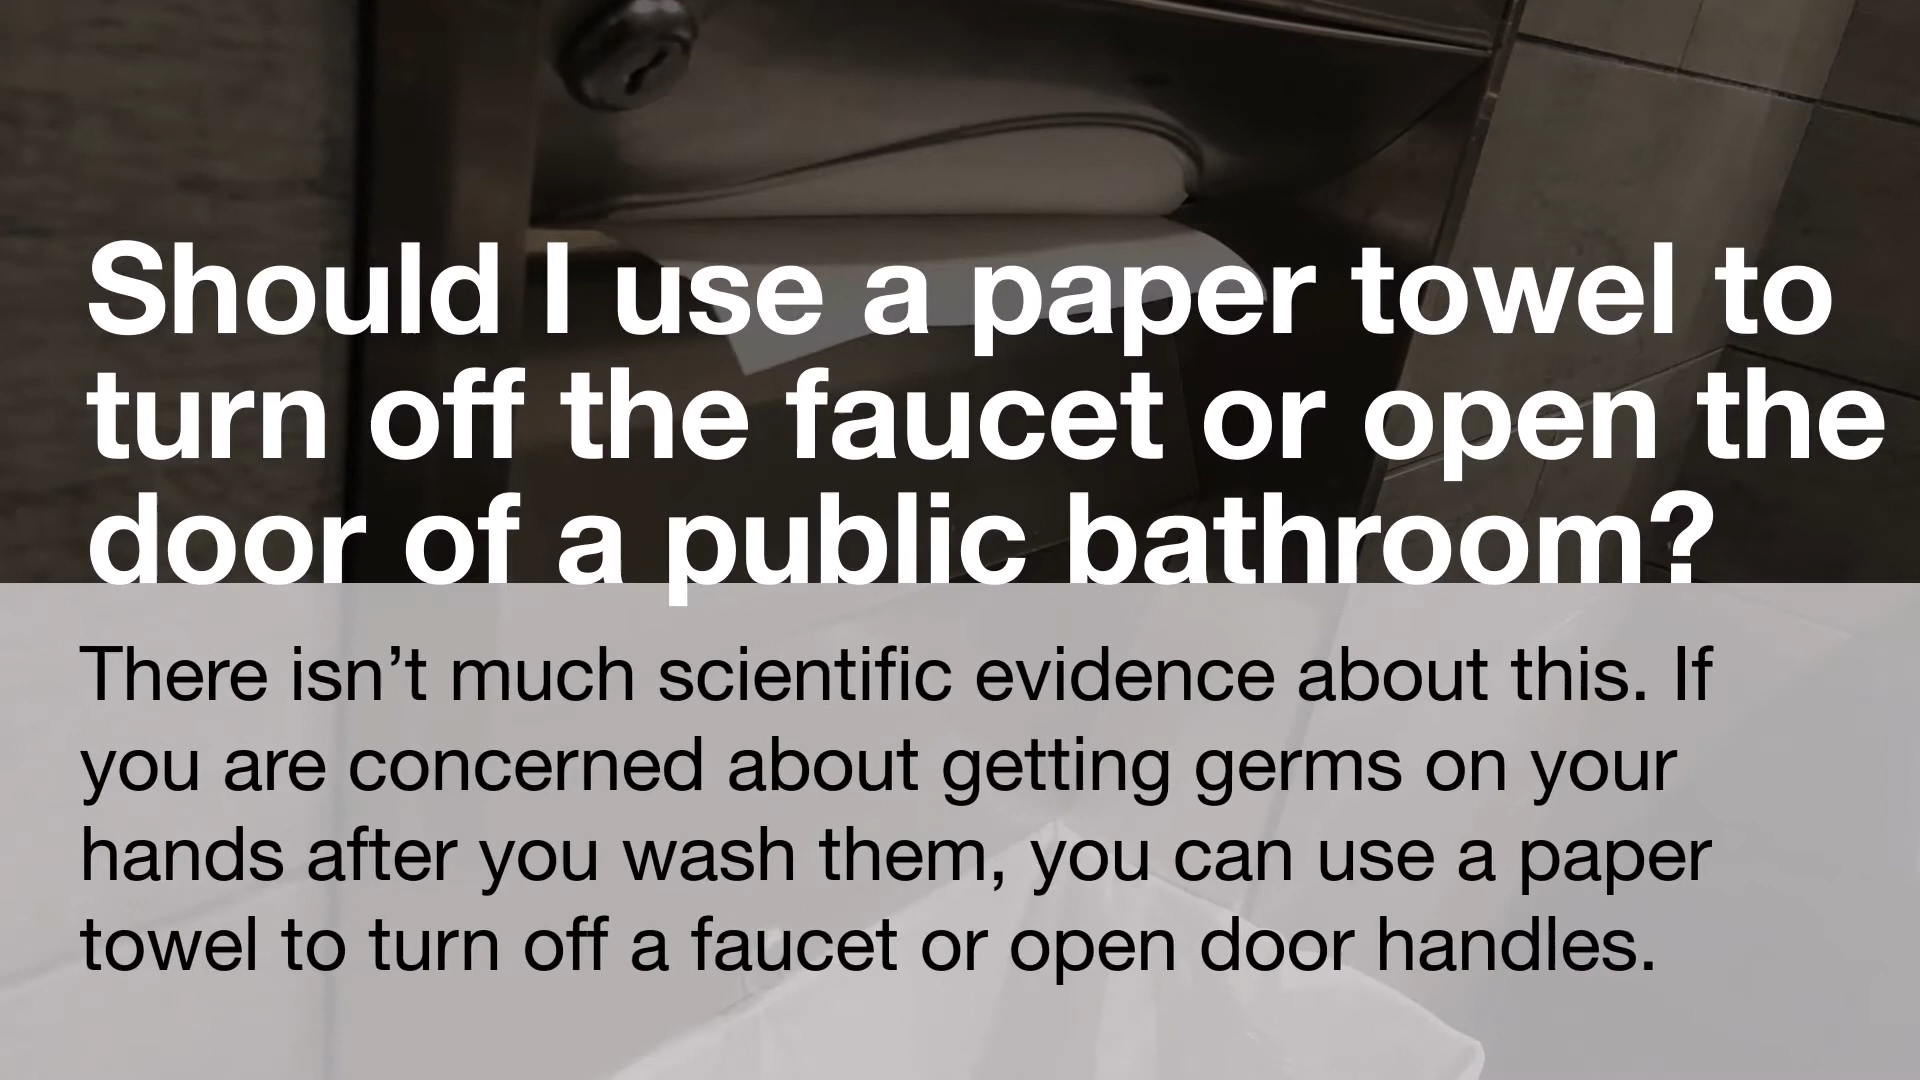 Should I use a paper towel to
turn off the faucet or open the
door of a public bathroom?
There isn’t much scientific evidence about this. If
you are concerned about getting germs on your
hands after you wash them, you can use a paper
towel to turn off a faucet or open door handles.